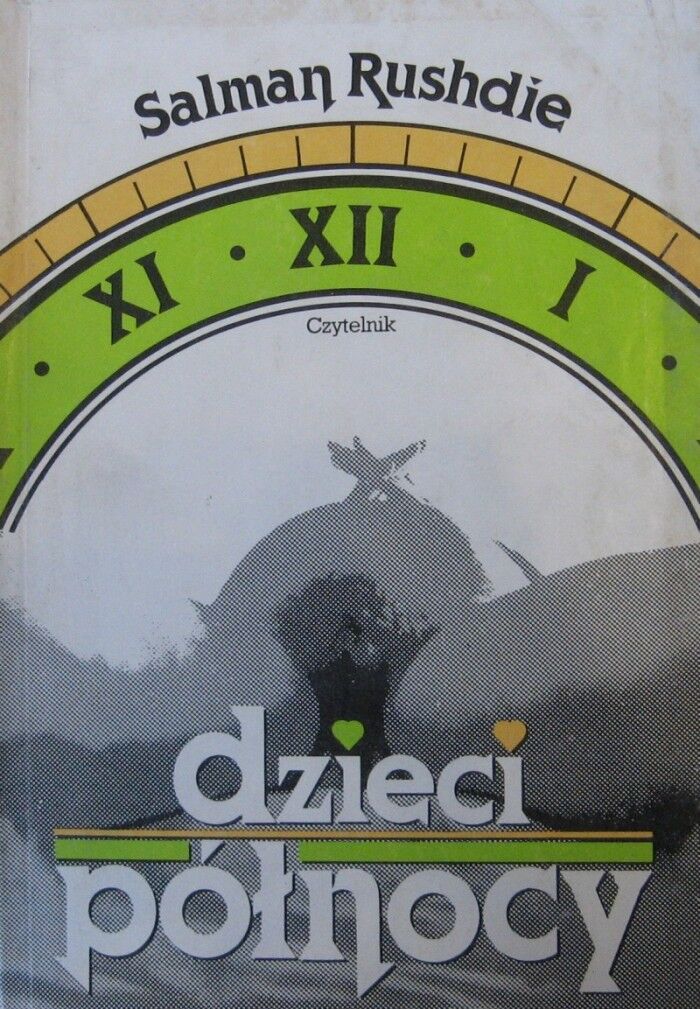 Salman Rushdie
XI · XII · I
Czytelnik
dzieci
północy